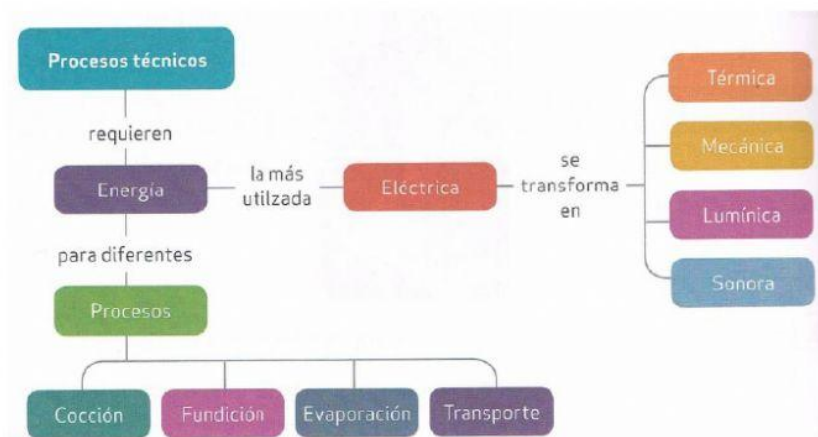 Procesos técnicos
requieren
Energía
la más
utilzada
Eléctrica
se
transforma
en
Térmica
Mecánica
Lumínica
Sonora
para diferentes
Procesos
Cocción
Fundición
Evaporación
Transporte